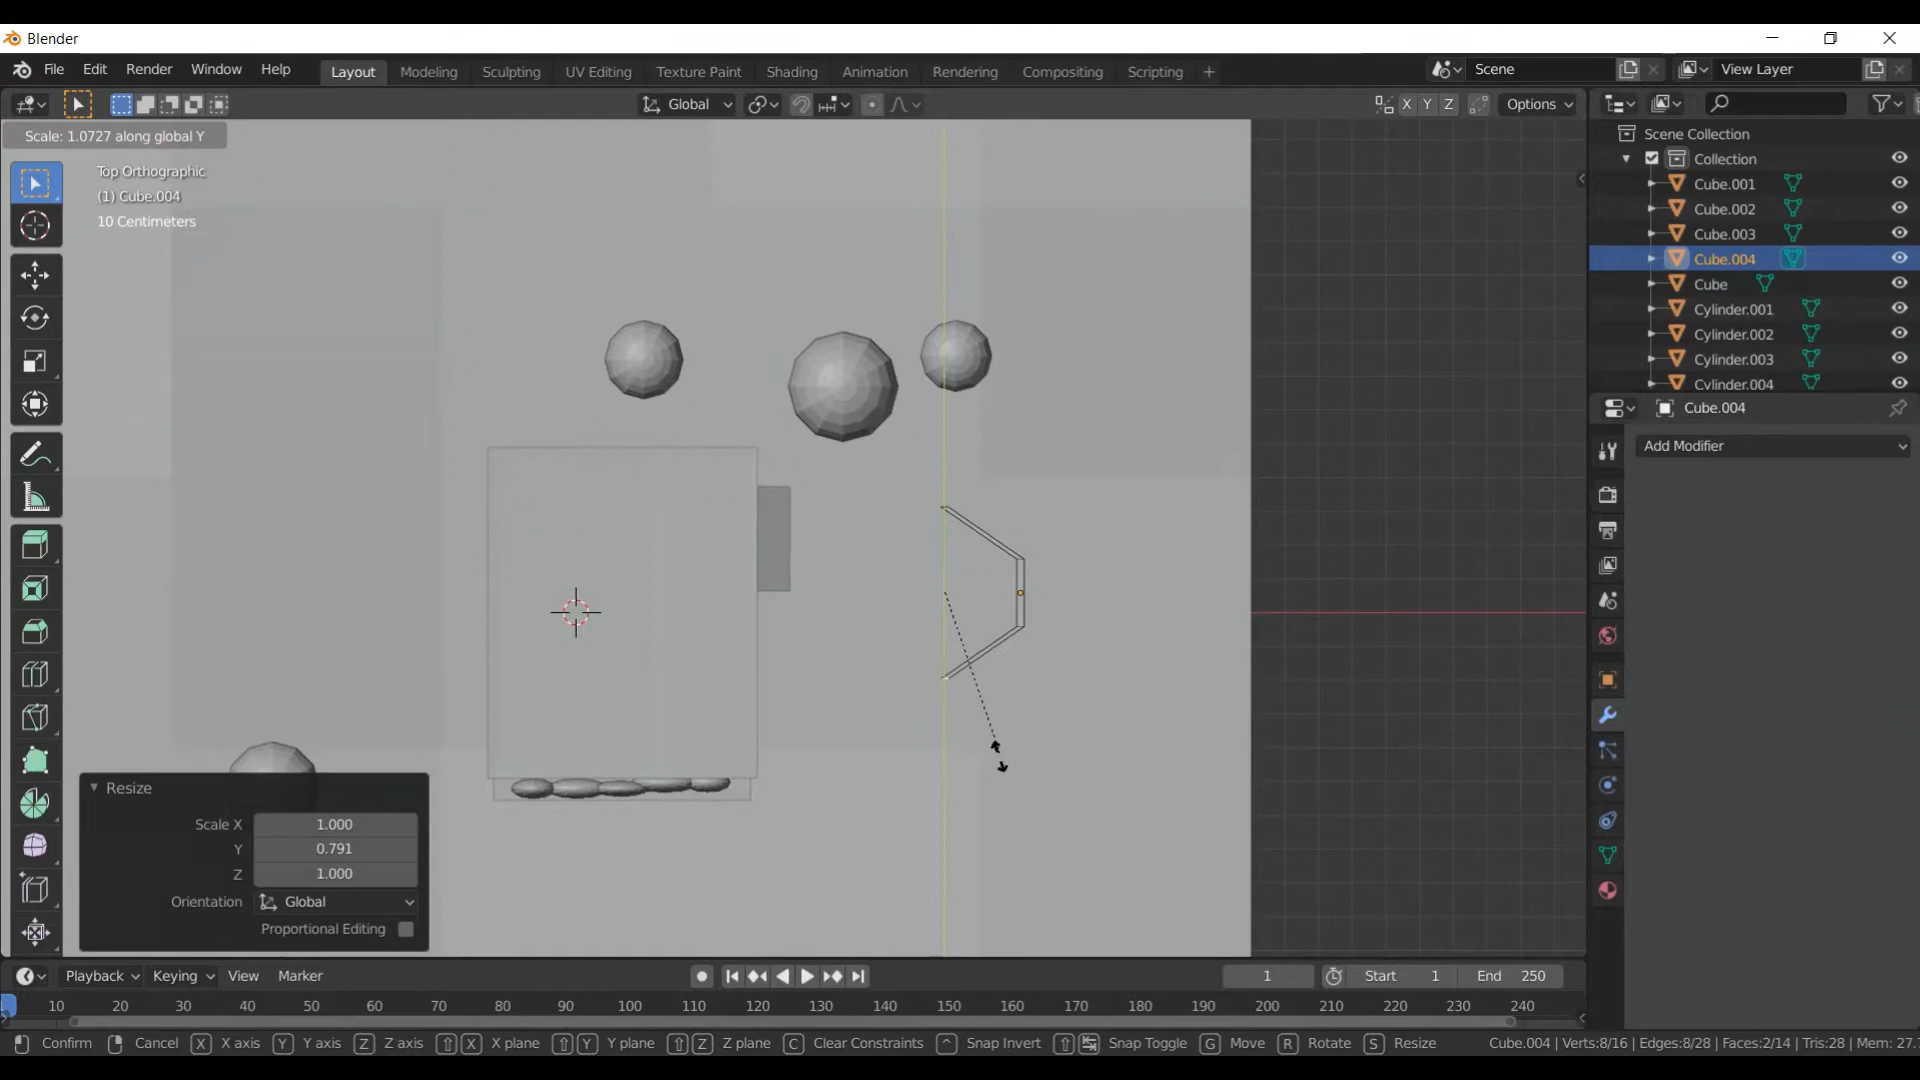 Blender
File Edit Render Window Help
Layout Modeling Sculpting UV Editing Texture Paint Shading Animation Rendering Compositing Scripting +
Scene
View Layer
Global
X Y Z
Options
Scale: 1.0727 along global Y
Top Orthographic
(1) Cube.004
10 Centimeters
Scene Collection
Collection
Cube.001
Cube.002
Cube.003
Cube.004
Cube
Cylinder.001
Cylinder.002
Cylinder.003
Cylinder.004
Cube.004
Add Modifier
Resize
Scale X 1.000
Y 0.791
Z 1.000
Orientation Global
Proportional Editing
Playback Keying View Marker
1 Start 1 End 250
10 20 30 40 50 60 70 80 90 100 110 120 130 140 150 160 170 180 190 200 210 220 230 240
Confirm Cancel X X axis Y Y axis Z Z axis X X plane Y Y plane Z Z plane C Clear Constraints ^ Snap Invert Snap Toggle G Move R Rotate S Resize Cube.004 | Verts:8/16 | Edges:8/28 | Faces:2/14 | Tris:28 | Mem: 27.